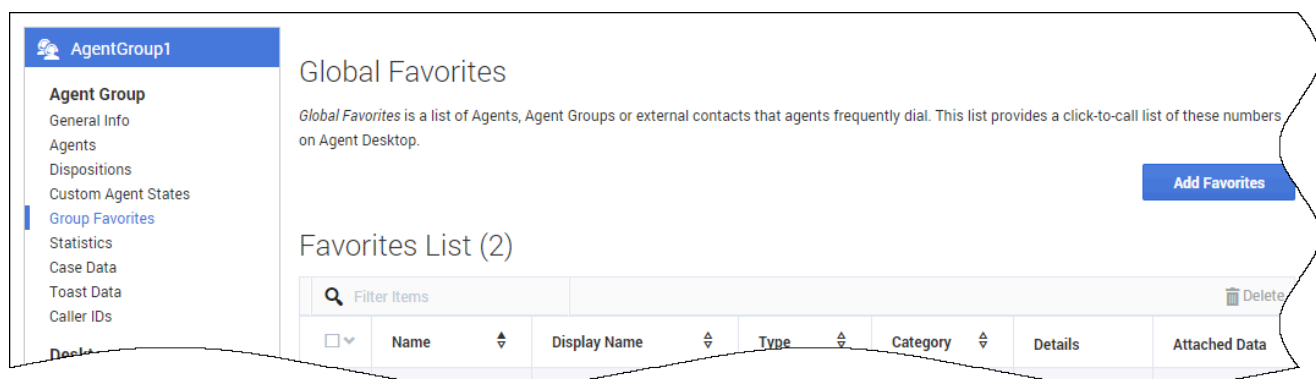 AgentGroup1
Agent Group
General Info
Agents
Dispositions
Custom Agent States
Group Favorites
Statistics
Case Data
Toast Data
Caller IDs
Global Favorites
Global Favorites is a list of Agents, Agent Groups or external contacts that agents frequently dial. This list provides a click-to-call list of these numbers
on Agent Desktop.
Add Favorites
Favorites List (2)
Filter Items
Delete
Name Display Name Type Category Details Attached Data